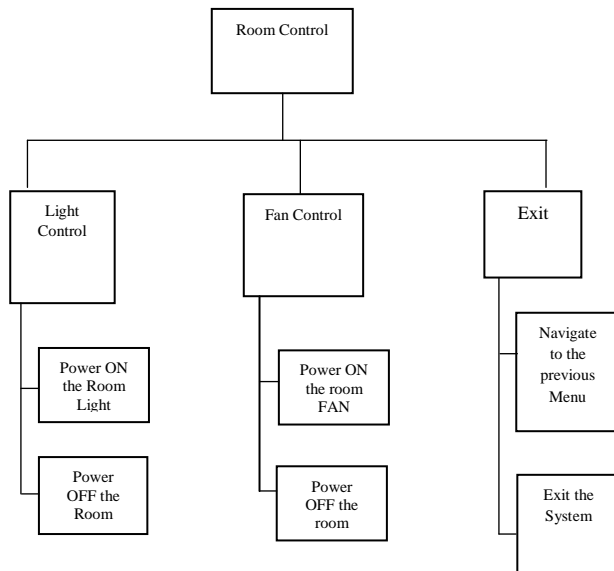 Room Control
Light
Control
Fan Control
Exit
Power ON
the Room
Light
Power ON
the room
FAN
Navigate
to the
previous
Menu
Power
OFF the
Room
Power
OFF the
room
Exit the
System